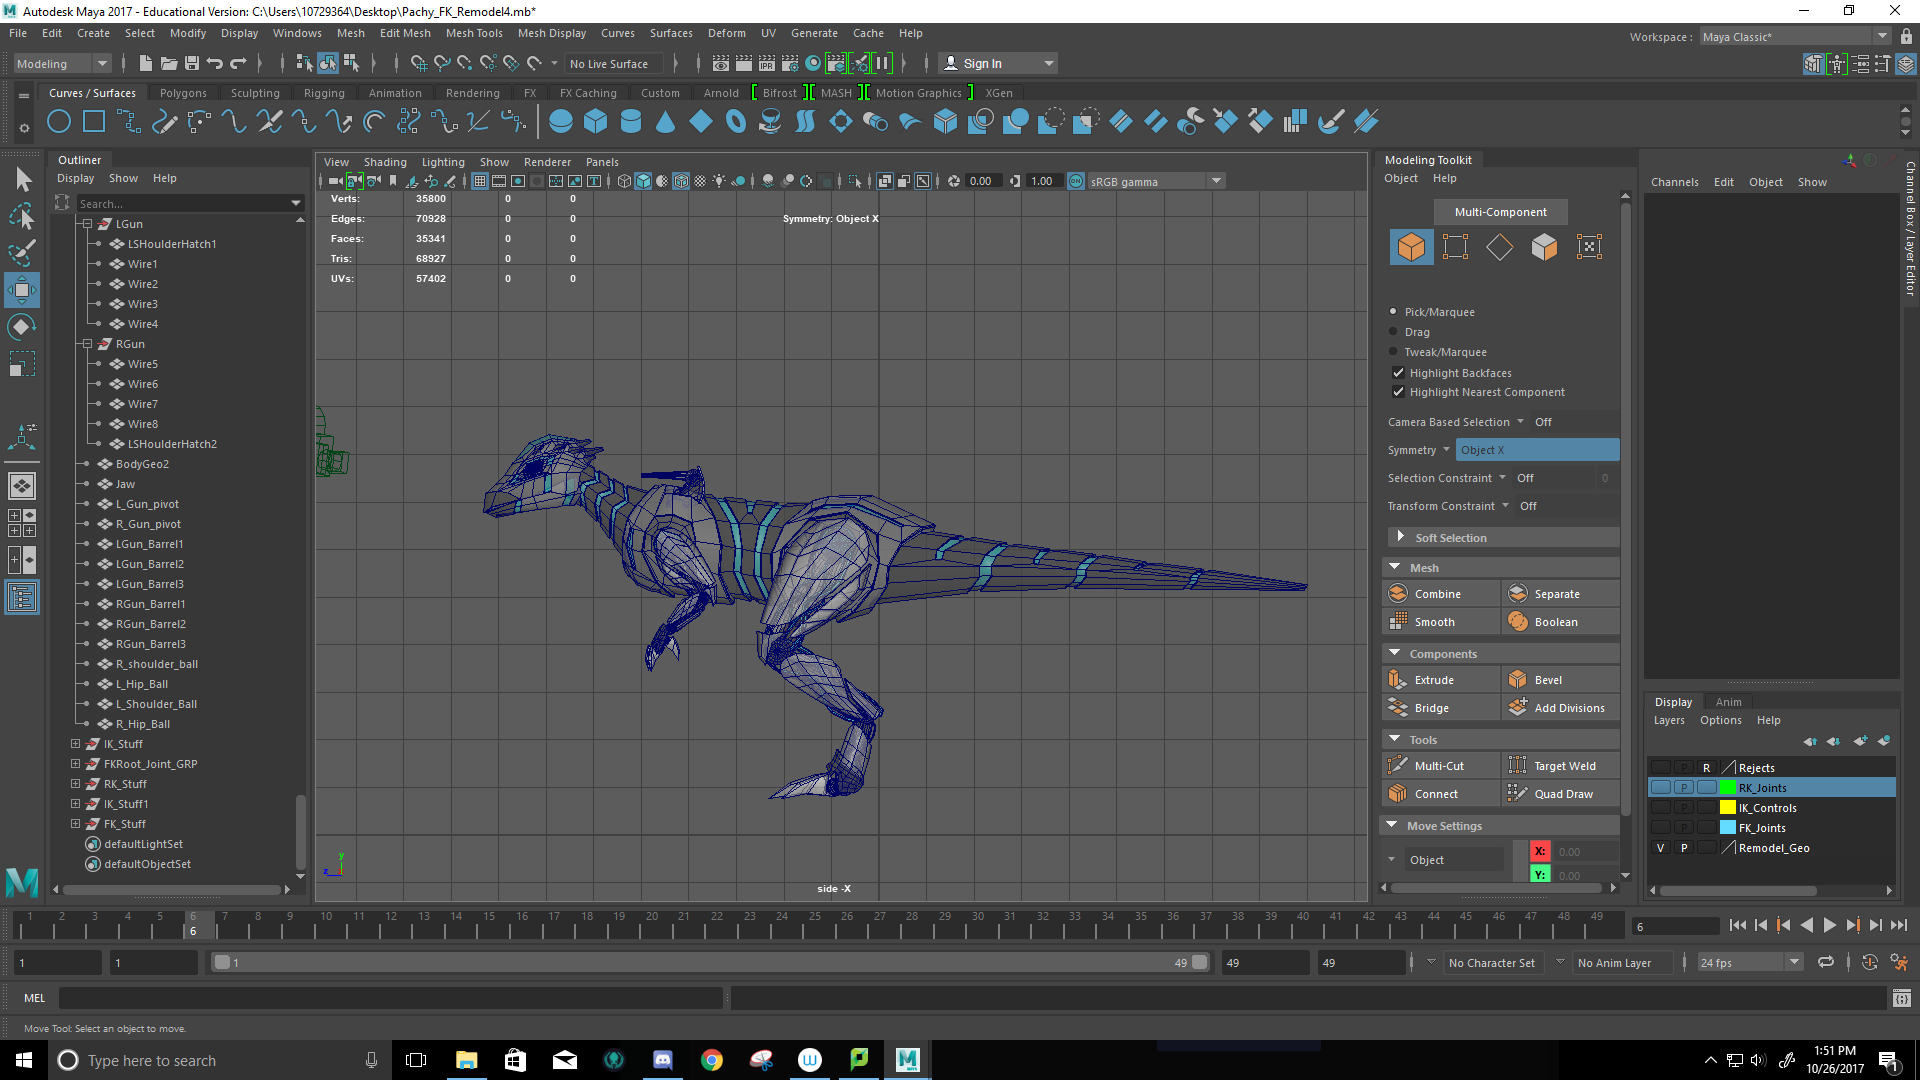 Autodesk Maya 2017 - Educational Version: C:\Users\10729364\Desktop\Pachy_FK_Remodel4.mb*
File Edit Create Select Modify Display Windows Mesh Edit Mesh Mesh Tools Mesh Display Curves Surfaces Deform UV Generate Cache Help
Workspace : Maya Classic*
Modeling No Live Surface Sign In
Curves / Surfaces Polygons Sculpting Rigging Animation Rendering FX FX Caching Custom Arnold Bifrost MASH Motion Graphics XGen
Outliner
Display Show Help
Search...
LGun
LSHoulderHatch1
Wire1
Wire2
Wire3
Wire4
RGun
Wire5
Wire6
Wire7
Wire8
LSHoulderHatch2
BodyGeo2
Jaw
L_Gun_pivot
R_Gun_pivot
LGun_Barrel1
LGun_Barrel2
LGun_Barrel3
RGun_Barrel1
RGun_Barrel2
RGun_Barrel3
R_shoulder_ball
L_Hip_Ball
L_Shoulder_Ball
R_Hip_Ball
IK_Stuff
FKRoot_Joint_GRP
RK_Stuff
IK_Stuff1
FK_Stuff
defaultLightSet
defaultObjectSet
View Shading Lighting Show Renderer Panels
0.00 1.00 ON sRGB gamma
Verts: 35800 0 0
Edges: 70928 0 0
Faces: 35341 0 0
Tris: 68927 0 0
UVs: 57402 0 0
Symmetry: Object X
y
z
side -X
Modeling Toolkit
Object Help
Multi-Component
Pick/Marquee
Drag
Tweak/Marquee
Highlight Backfaces
Highlight Nearest Component
Camera Based Selection Off
Symmetry Object X
Selection Constraint Off 0
Transform Constraint Off
Soft Selection
Mesh
Combine Separate
Smooth Boolean
Components
Extrude Bevel
Bridge Add Divisions
Tools
Multi-Cut Target Weld
Connect Quad Draw
Move Settings
Object X: 0.00
Y: 0.00
Channels Edit Object Show
Channel Box / Layer Editor
Display Anim
Layers Options Help
P R Rejects
P RK_Joints
P IK_Controls
P FK_Joints
V P Remodel_Geo
1 2 3 4 5 6 7 8 9 10 11 12 13 14 15 16 17 18 19 20 21 22 23 24 25 26 27 28 29 30 31 32 33 34 35 36 37 38 39 40 41 42 43 44 45 46 47 48 49
6
6
1 1 1 49 49 49 No Character Set No Anim Layer 24 fps
MEL
Move Tool: Select an object to move.
Type here to search
1:51 PM
10/26/2017
1